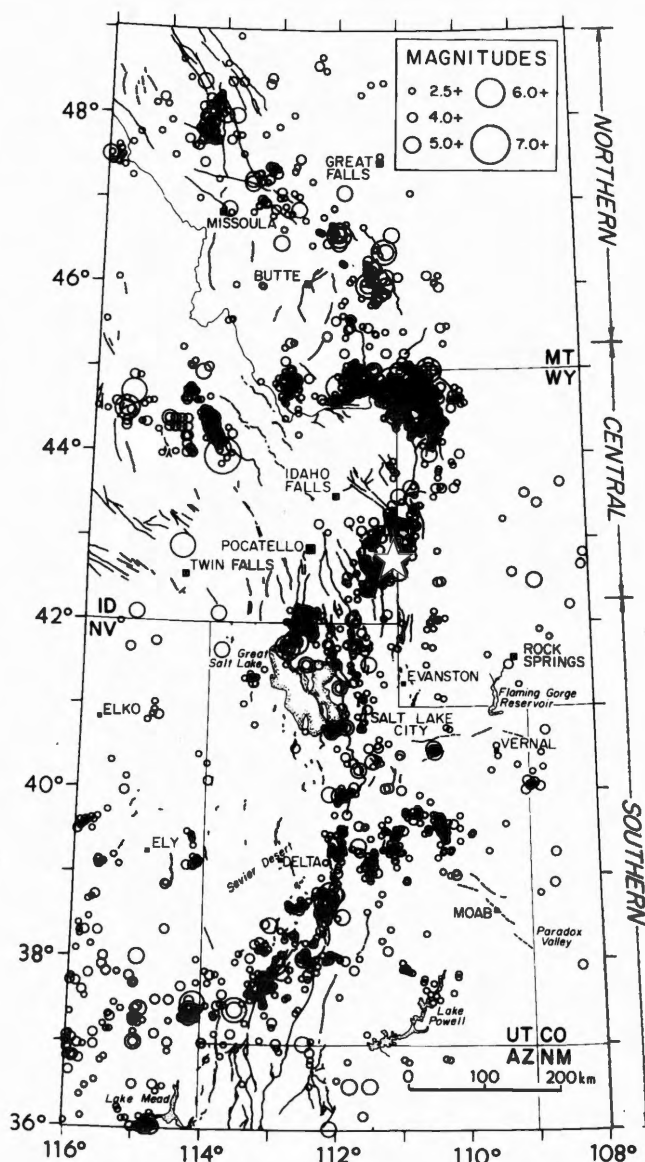 MAGNITUDES
2.5+ 6.0+
4.0+
5.0+ 7.0+
48°
GREAT
FALLS
NORTHERN
MISSOULA
46°
BUTTE
MT
WY
44°
CENTRAL
IDAHO
FALLS
POCATELLO
TWIN FALLS
42°
ID
NV
Great
Salt Lake
EVANSTON
ROCK
SPRINGS
Flaming Gorge
Reservoir
ELKO
SALT LAKE
CITY
VERNAL
40°
SOUTHERN
ELY
Sevier Desert
DELTA
MOAB
Paradox
Valley
38°
Lake
Powell
UT CO
AZ NM
0 100 200
km
Lake Mead
36°
116° 114° 112° 110° 108°